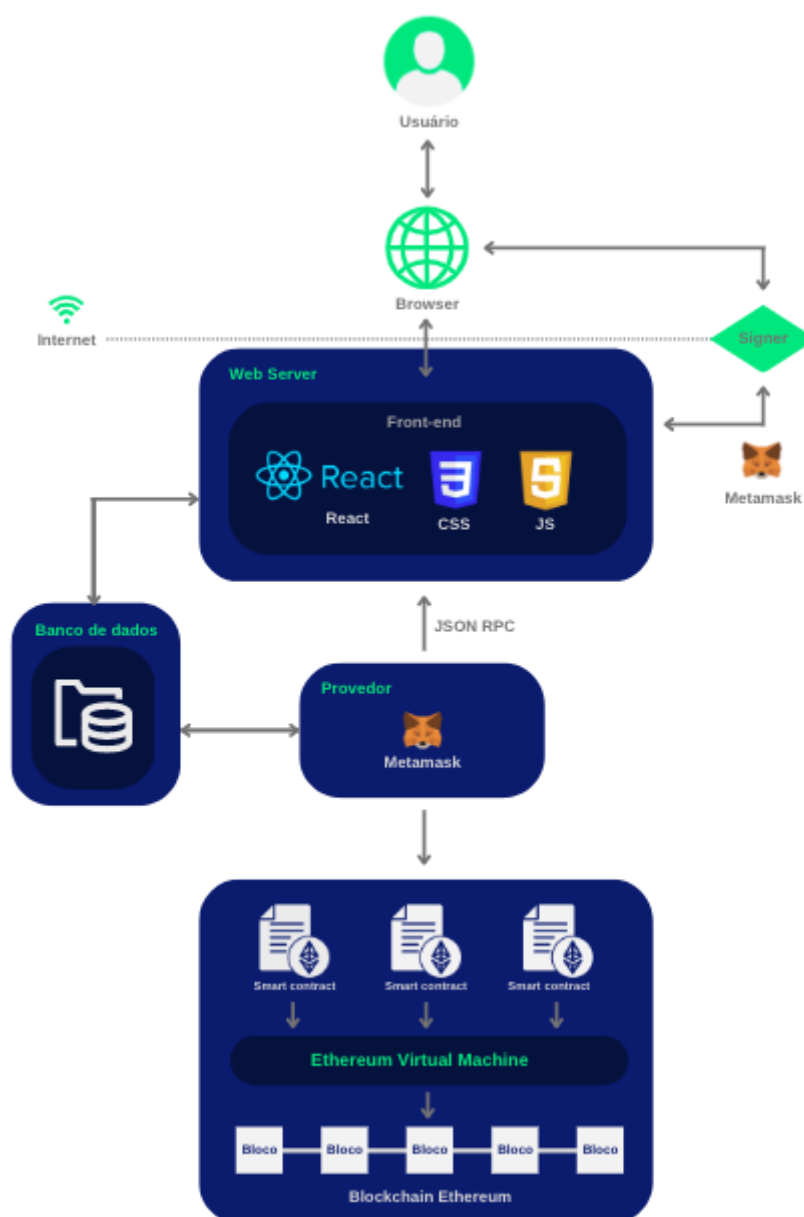 Usuário
Browser
Internet
Signer
Web Server
Front-end
React
React
CSS
JS
Metamask
JSON RPC
Banco de dados
Provedor
Metamask
Smart contract
Smart contract
Smart contract
Ethereum Virtual Machine
Bloco
Bloco
Bloco
Bloco
Bloco
Blockchain Ethereum